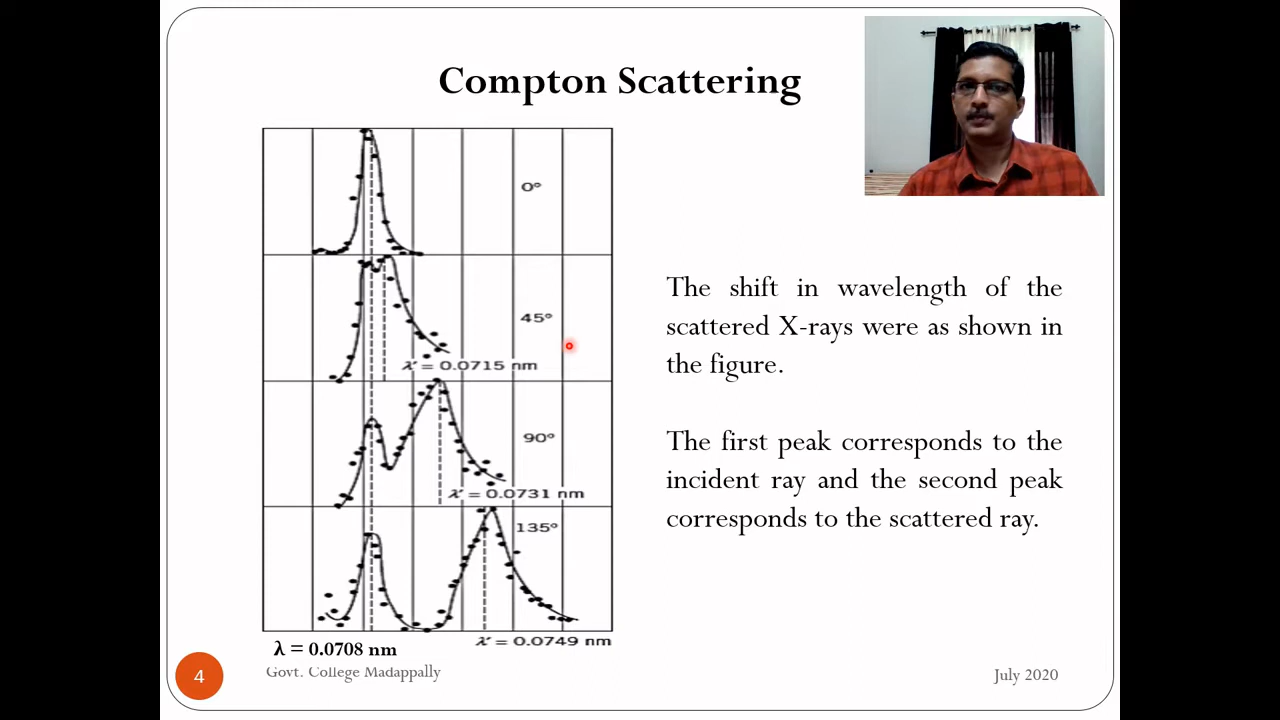 Compton Scattering
0°
45°
λ' = 0.0715 nm
90°
λ' = 0.0731 nm
135°
λ' = 0.0749 nm
λ = 0.0708 nm
The shift in wavelength of the
scattered X-rays were as shown in
the figure.
The first peak corresponds to the
incident ray and the second peak
corresponds to the scattered ray.
4
Govt. College Madappally
July 2020